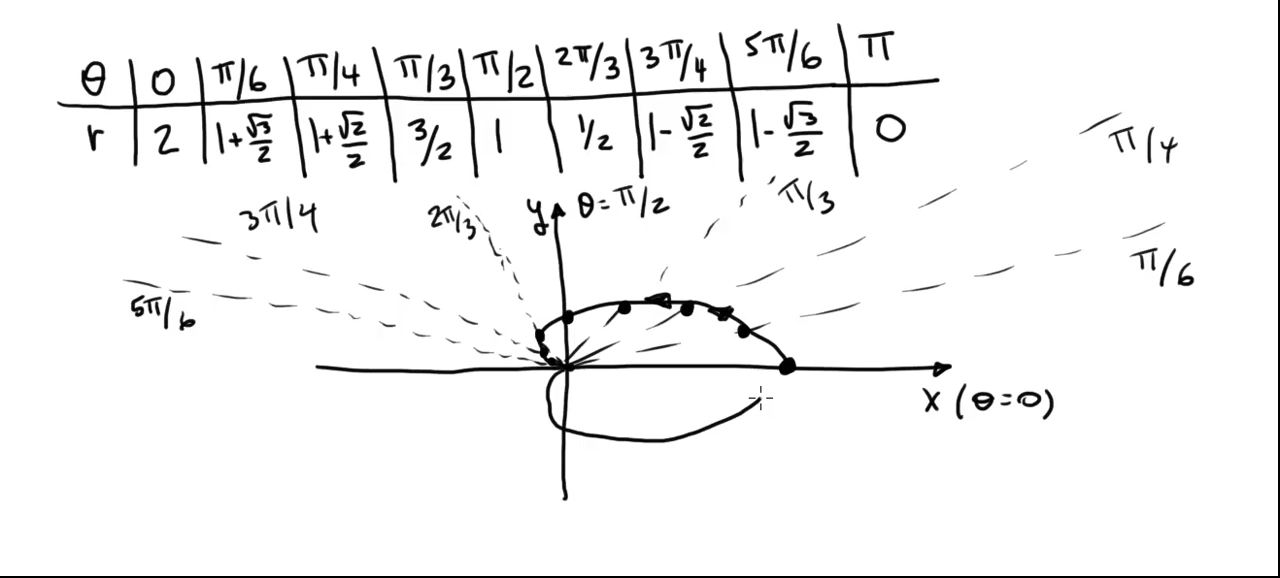 θ | 0 | π/6 | π/4 | π/3 | π/2 | 2π/3 | 3π/4 | 5π/6 | π
r | 2 | 1+√3/2 | 1+√2/2 | 3/2 | 1 | 1/2 | 1-√2/2 | 1-√3/2 | 0
π/4
3π/4
2π/3
y
θ=π/2
π/3
π/6
5π/6
x (θ=0)